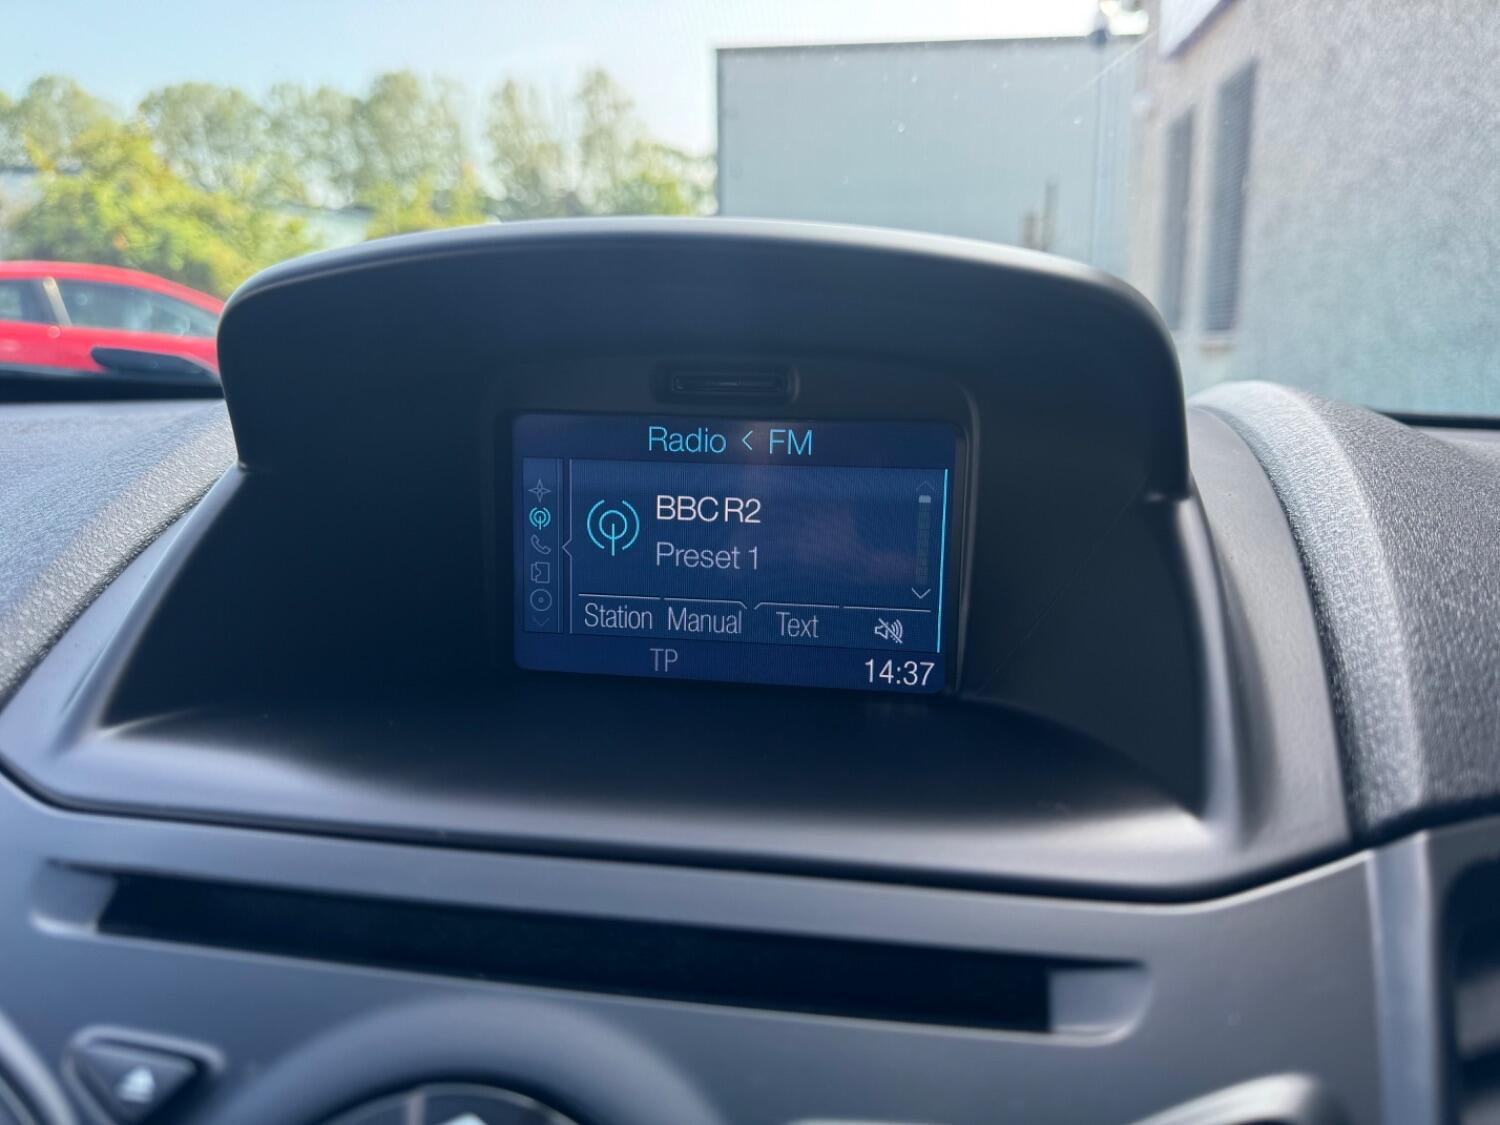 Radio < FM
BBC R2
Preset 1
Station Manual Text
TP 14:37